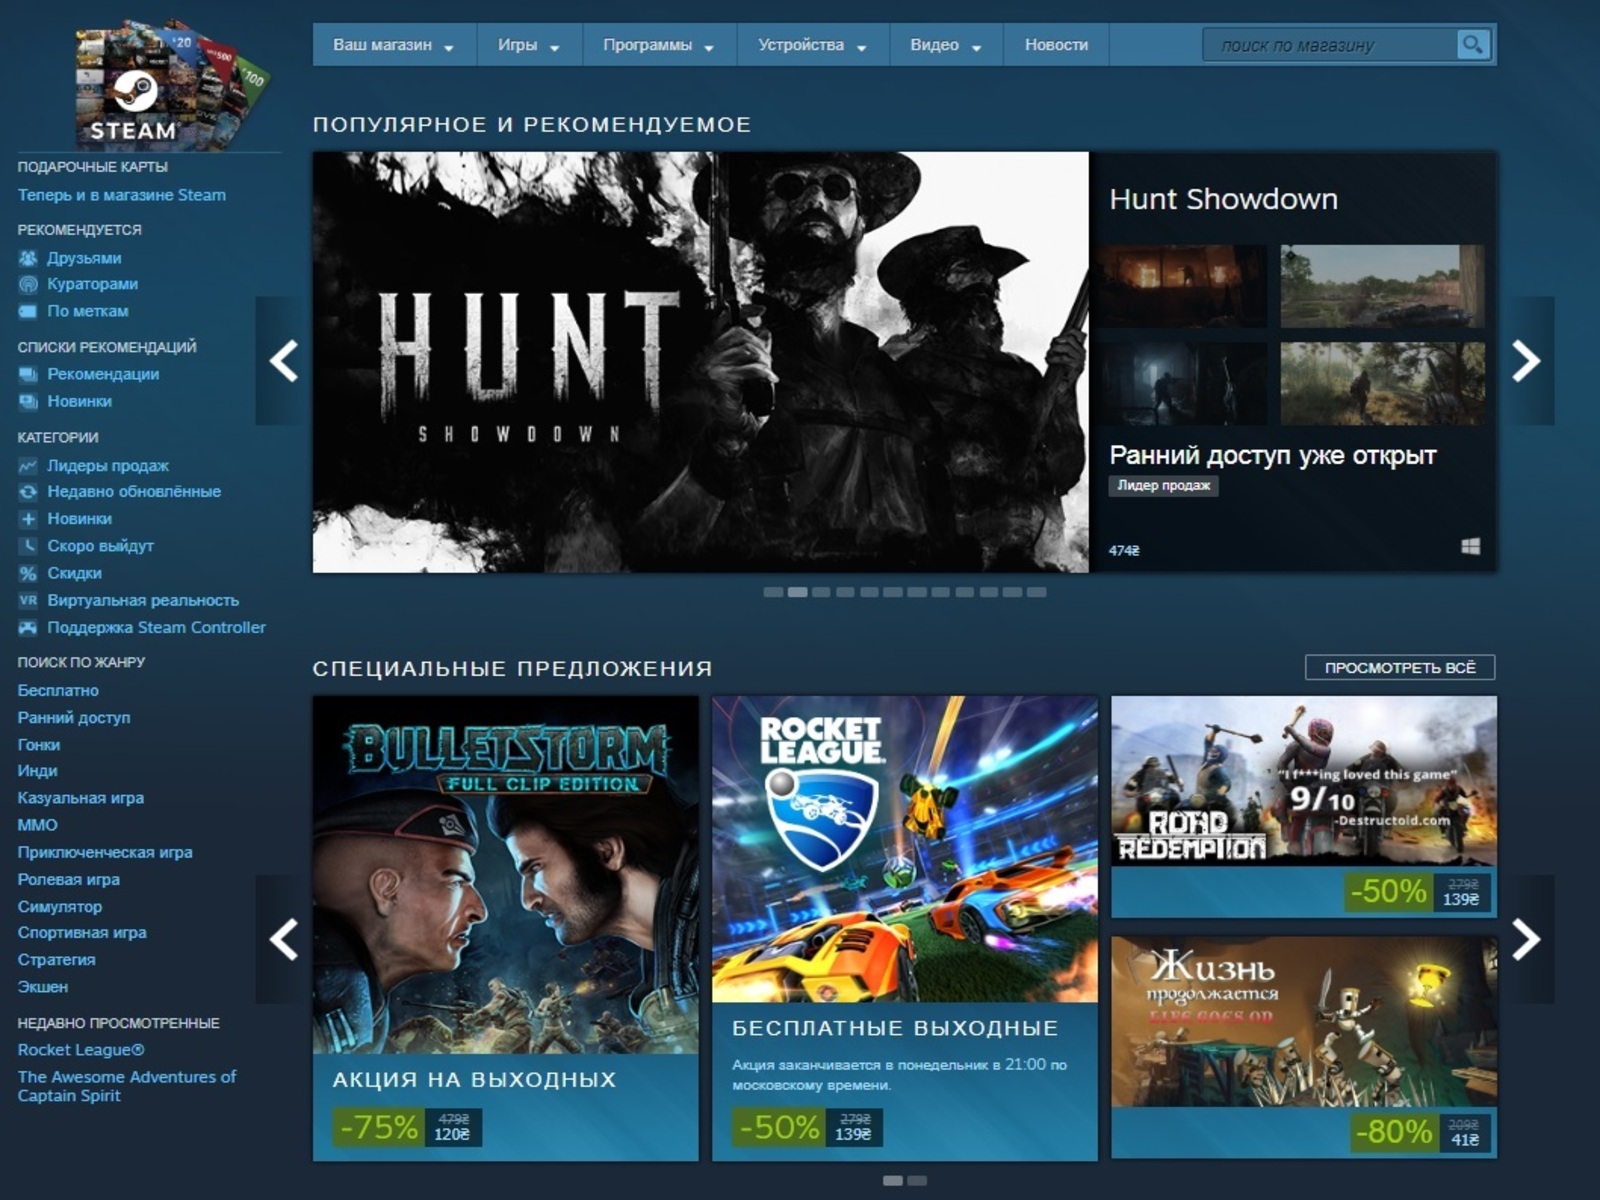 $20
$500
$100
STEAM
ПОДАРОЧНЫЕ КАРТЫ
Теперь и в магазине Steam
РЕКОМЕНДУЕТСЯ
Друзьями
Кураторами
По меткам
СПИСКИ РЕКОМЕНДАЦИЙ
Рекомендации
Новинки
КАТЕГОРИИ
Лидеры продаж
Недавно обновлённые
Новинки
Скоро выйдут
% Скидки
VR Виртуальная реальность
Поддержка Steam Controller
ПОИСК ПО ЖАНРУ
Бесплатно
Ранний доступ
Гонки
Инди
Казуальная игра
ММО
Приключенческая игра
Ролевая игра
Симулятор
Спортивная игра
Стратегия
Экшен
НЕДАВНО ПРОСМОТРЕННЫЕ
Rocket League®
The Awesome Adventures of
Captain Spirit
Ваш магазин Игры Программы Устройства Видео Новости поиск по магазину
ПОПУЛЯРНОЕ И РЕКОМЕНДУЕМОЕ
HUNT
SHOWDOWN
Hunt Showdown
Ранний доступ уже открыт
Лидер продаж
474₴
СПЕЦИАЛЬНЫЕ ПРЕДЛОЖЕНИЯ ПРОСМОТРЕТЬ ВСЁ
BULLETSTORM
FULL CLIP EDITION
АКЦИЯ НА ВЫХОДНЫХ
-75% 479₴
120₴
ROCKET
LEAGUE®
БЕСПЛАТНЫЕ ВЫХОДНЫЕ
Акция заканчивается в понедельник в 21:00 по
московскому времени.
-50% 279₴
139₴
"I f***ing loved this game"
9/10
-Destructoid.com
ROAD
REDEMPTION
-50% 279₴
139₴
Жизнь
продолжается
LIFE GOES ON
-80% 209₴
41₴